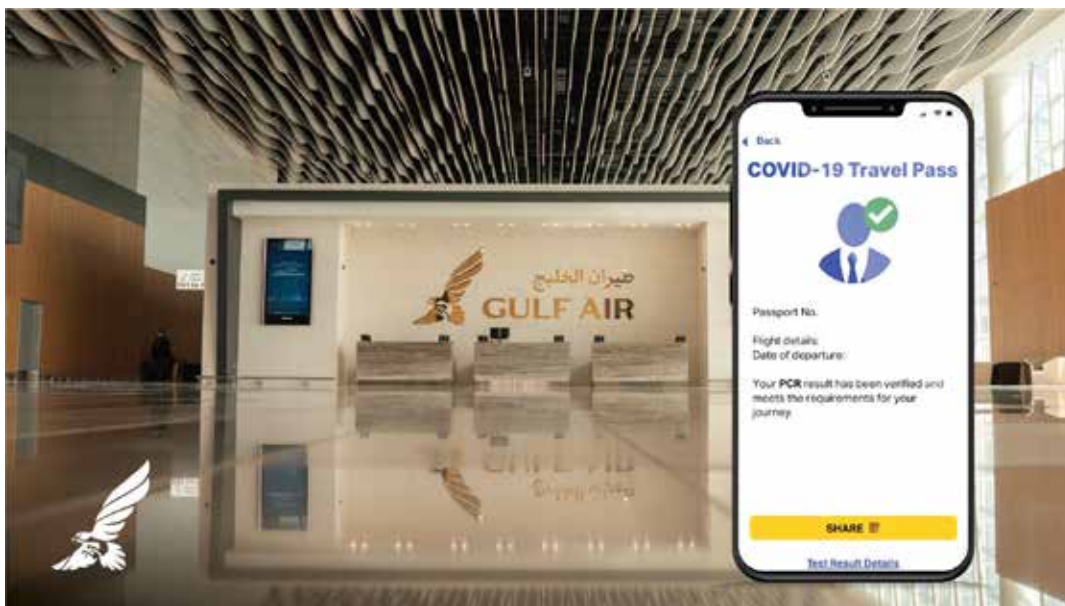 طيران الخليج
GULF AIR
Back
COVID-19 Travel Pass
Passport No.
Flight details:
Date of departure:
Your PCR result has been verified and
meets the requirements for your
journey.
SHARE
Test Result Details